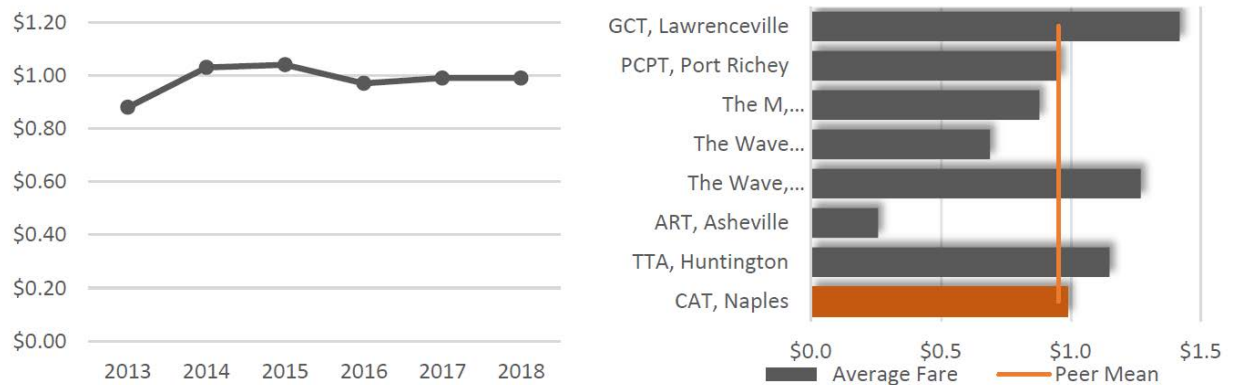 $1.20
$1.00
$0.80
$0.60
$0.40
$0.20
$0.00
2013 2014 2015 2016 2017 2018
GCT, Lawrenceville
PCPT, Port Richey
The M,...
The Wave...
The Wave,...
ART, Asheville
TTA, Huntington
CAT, Naples
$0.0 $0.5 $1.0 $1.5
Average Fare Peer Mean